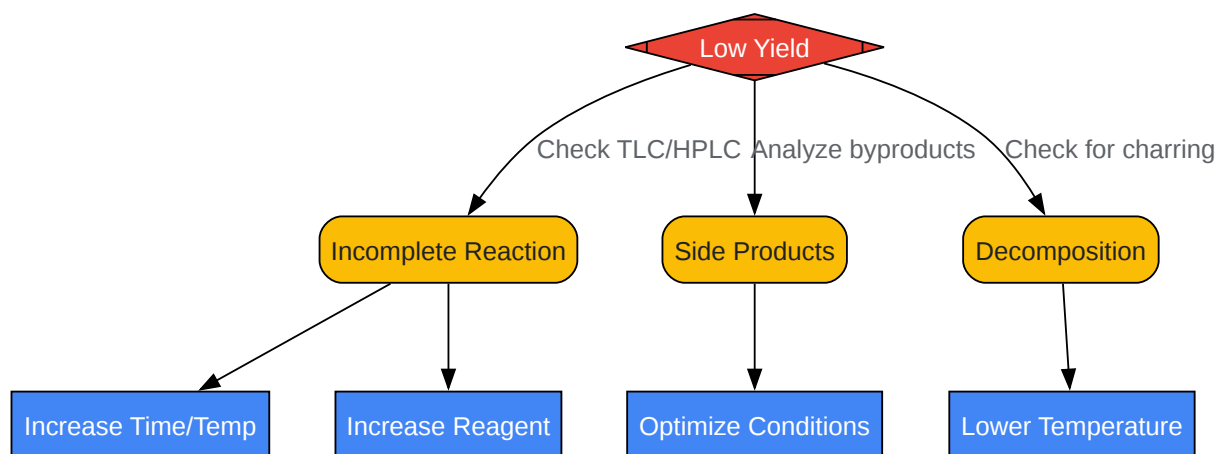 Low Yield
Check TLC/HPLC
Analyze byproducts
Check for charring
Incomplete Reaction
Side Products
Decomposition
Increase Time/Temp
Increase Reagent
Optimize Conditions
Lower Temperature